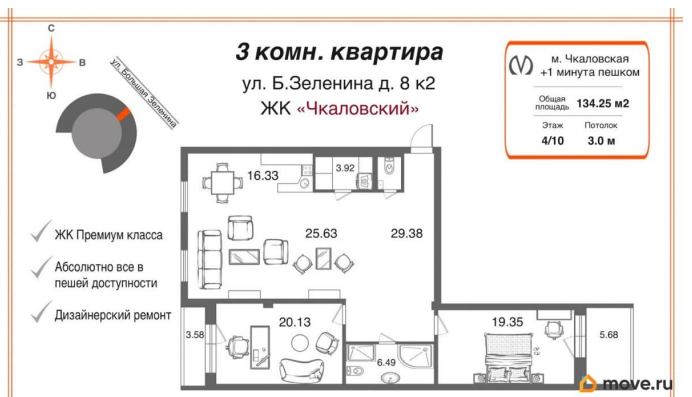 С
З
В
Ю
ул. Большая Зеленина
3 комн. квартира
ул. Б.Зеленина д. 8 к2
ЖК «Чкаловский»
м. Чкаловская
+1 минута пешком
Общая площадь 134.25 м2
Этаж Потолок
4/10 3.0 м
ЖК Премиум класса
Абсолютно все в
пешей доступности
Дизайнерский ремонт
16.33
3.92
25.63
29.38
3.58
20.13
6.49
19.35
5.68
move.ru